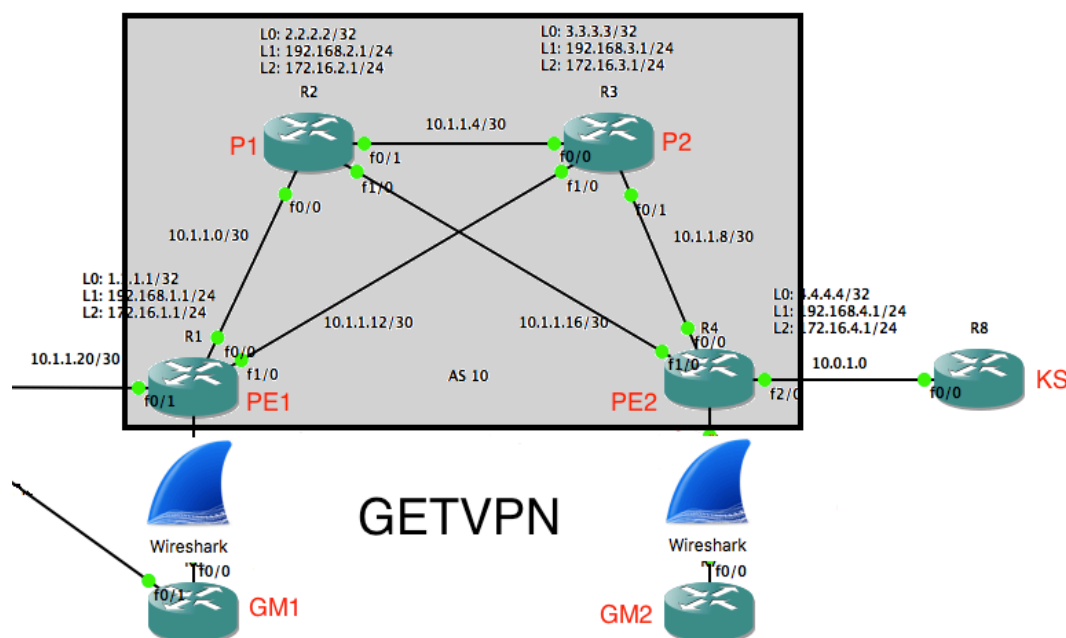 L0: 2.2.2.2/32
L1: 192.168.2.1/24
L2: 172.16.2.1/24
R2
L0: 3.3.3.3/32
L1: 192.168.3.1/24
L2: 172.16.3.1/24
R3
P1
10.1.1.4/30
P2
f0/1
f0/0
f1/0
f1/0
f0/0
f0/1
10.1.1.0/30
10.1.1.8/30
L0: 1.1.1.1/32
L1: 192.168.1.1/24
L2: 172.16.1.1/24
R1
10.1.1.12/30
10.1.1.16/30
L0: 4.4.4.4/32
L1: 192.168.4.1/24
L2: 172.16.4.1/24
R4
R8
10.1.1.20/30
f0/0
f1/0
f0/1
PE1
AS 10
f0/0
f1/0
PE2
10.0.1.0
f2/0
f0/0
KS
GETVPN
Wireshark
Wireshark
f0/0
f0/1
GM1
f0/0
GM2